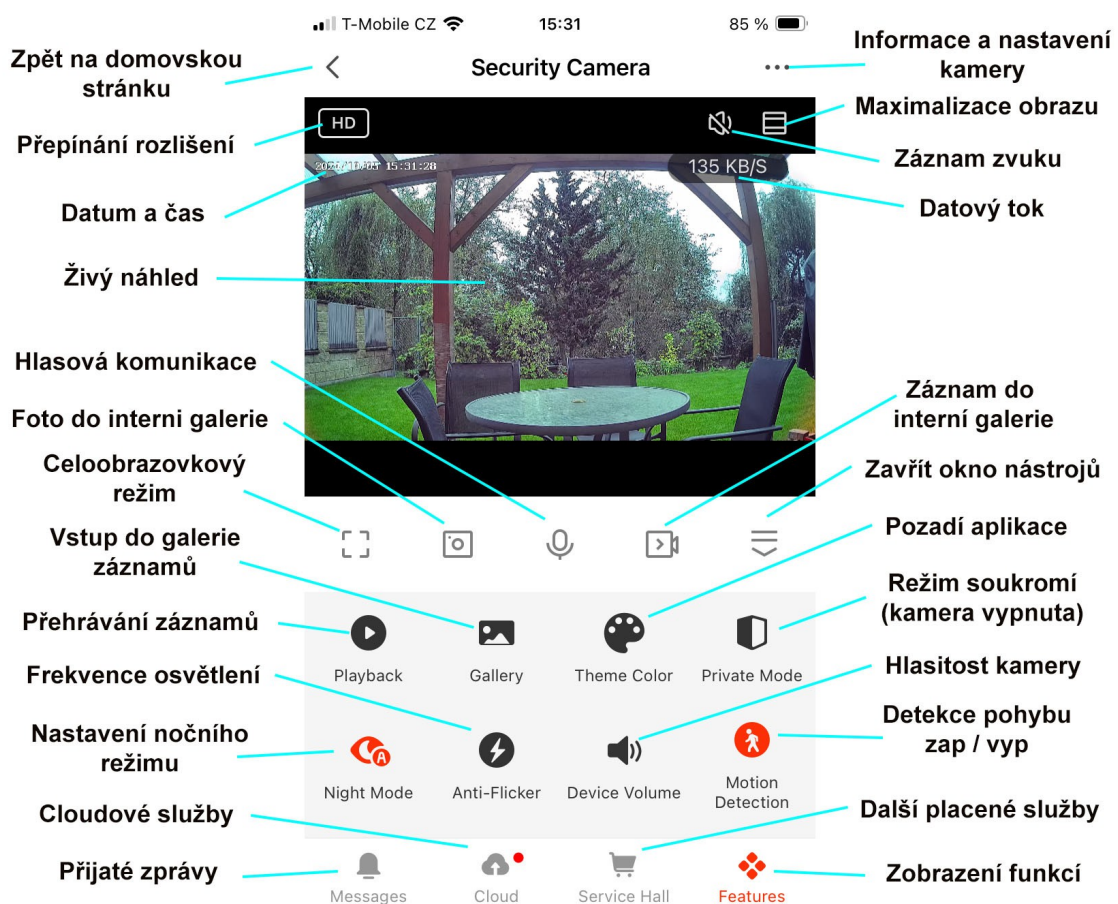 T-Mobile CZ
15:31
85 %
Zpět na domovskou
stránku
Security Camera
Informace a nastavení
kamery
HD
Maximalizace obrazu
Přepínání rozlišení
Záznam zvuku
15:31:28
135 KB/S
Datum a čas
Datový tok
Živý náhled
Hlasová komunikace
Záznam do
interní galerie
Foto do interni galerie
Celoobrazovkový
režim
Zavřít okno nástrojů
Vstup do galerie
záznamů
Pozadí aplikace
Režim soukromí
(kamera vypnuta)
Přehrávání záznamů
Playback
Gallery
Theme Color
Private Mode
Frekvence osvětlení
Hlasitost kamery
Nastavení nočního
režimu
Detekce pohybu
zap / vyp
A
Night Mode
Anti-Flicker
Device Volume
Motion
Detection
Cloudové služby
Další placené služby
Přijaté zprávy
Zobrazení funkcí
Messages
Cloud
Service Hall
Features